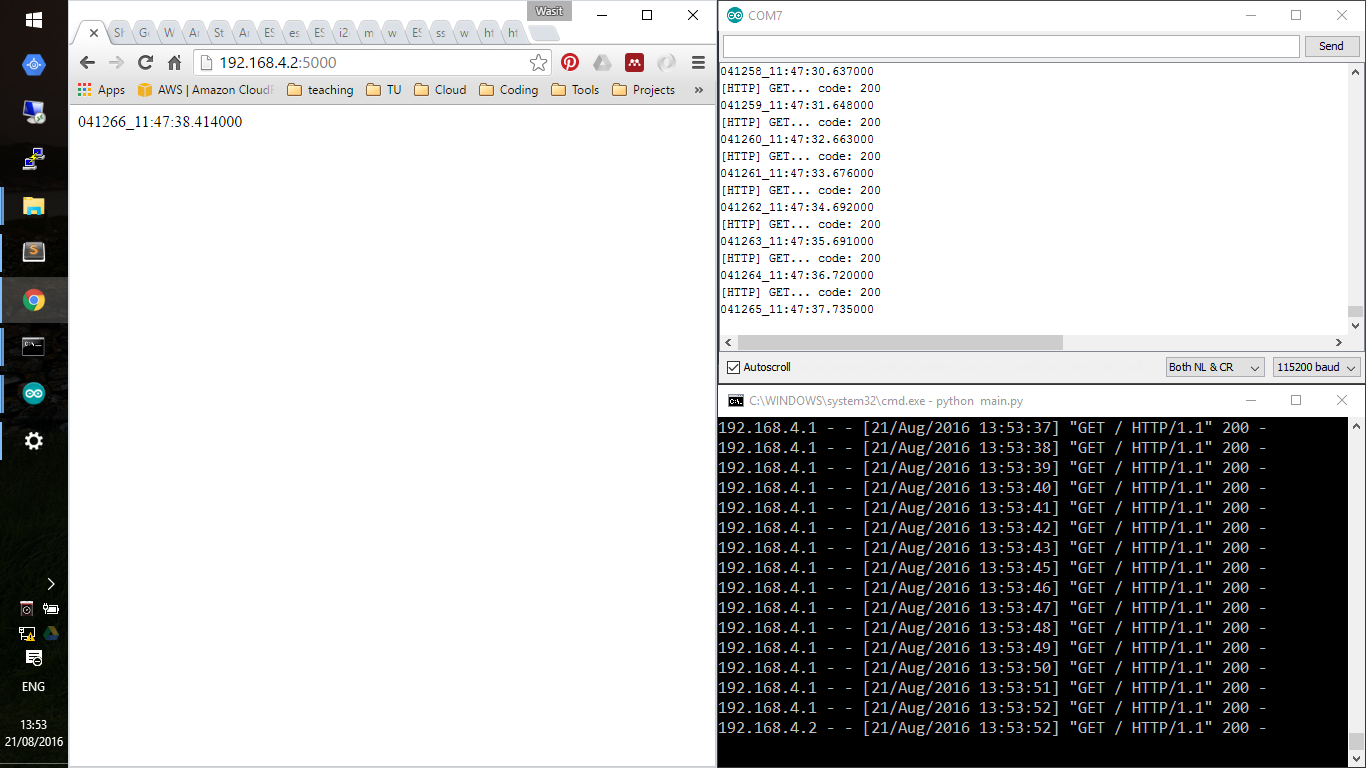 Wasit
Sh
G
W
A
St
A
ES
es
ES
i2
m
w
ES
ss
w
ht
ht
192.168.4.2:5000
Apps
AWS | Amazon Cloud
teaching
TU
Cloud
Coding
Tools
Projects
»
041266_11:47:38.414000
ENG
13:53
21/08/2016
COM7
Send
041258_11:47:30.637000
[HTTP] GET... code: 200
041259_11:47:31.648000
[HTTP] GET... code: 200
041260_11:47:32.663000
[HTTP] GET... code: 200
041261_11:47:33.676000
[HTTP] GET... code: 200
041262_11:47:34.692000
[HTTP] GET... code: 200
041263_11:47:35.691000
[HTTP] GET... code: 200
041264_11:47:36.720000
[HTTP] GET... code: 200
041265_11:47:37.735000
Autoscroll
Both NL & CR
115200 baud
C:\WINDOWS\system32\cmd.exe - python  main.py
192.168.4.1 - - [21/Aug/2016 13:53:37] "GET / HTTP/1.1" 200 -
192.168.4.1 - - [21/Aug/2016 13:53:38] "GET / HTTP/1.1" 200 -
192.168.4.1 - - [21/Aug/2016 13:53:39] "GET / HTTP/1.1" 200 -
192.168.4.1 - - [21/Aug/2016 13:53:40] "GET / HTTP/1.1" 200 -
192.168.4.1 - - [21/Aug/2016 13:53:41] "GET / HTTP/1.1" 200 -
192.168.4.1 - - [21/Aug/2016 13:53:42] "GET / HTTP/1.1" 200 -
192.168.4.1 - - [21/Aug/2016 13:53:43] "GET / HTTP/1.1" 200 -
192.168.4.1 - - [21/Aug/2016 13:53:45] "GET / HTTP/1.1" 200 -
192.168.4.1 - - [21/Aug/2016 13:53:46] "GET / HTTP/1.1" 200 -
192.168.4.1 - - [21/Aug/2016 13:53:47] "GET / HTTP/1.1" 200 -
192.168.4.1 - - [21/Aug/2016 13:53:48] "GET / HTTP/1.1" 200 -
192.168.4.1 - - [21/Aug/2016 13:53:49] "GET / HTTP/1.1" 200 -
192.168.4.1 - - [21/Aug/2016 13:53:50] "GET / HTTP/1.1" 200 -
192.168.4.1 - - [21/Aug/2016 13:53:51] "GET / HTTP/1.1" 200 -
192.168.4.1 - - [21/Aug/2016 13:53:52] "GET / HTTP/1.1" 200 -
192.168.4.2 - - [21/Aug/2016 13:53:52] "GET / HTTP/1.1" 200 -